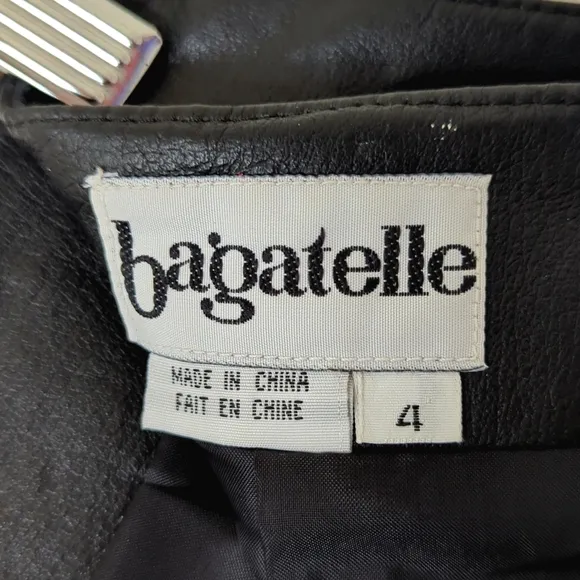 bagatelle
MADE IN CHINA
FAIT EN CHINE
4